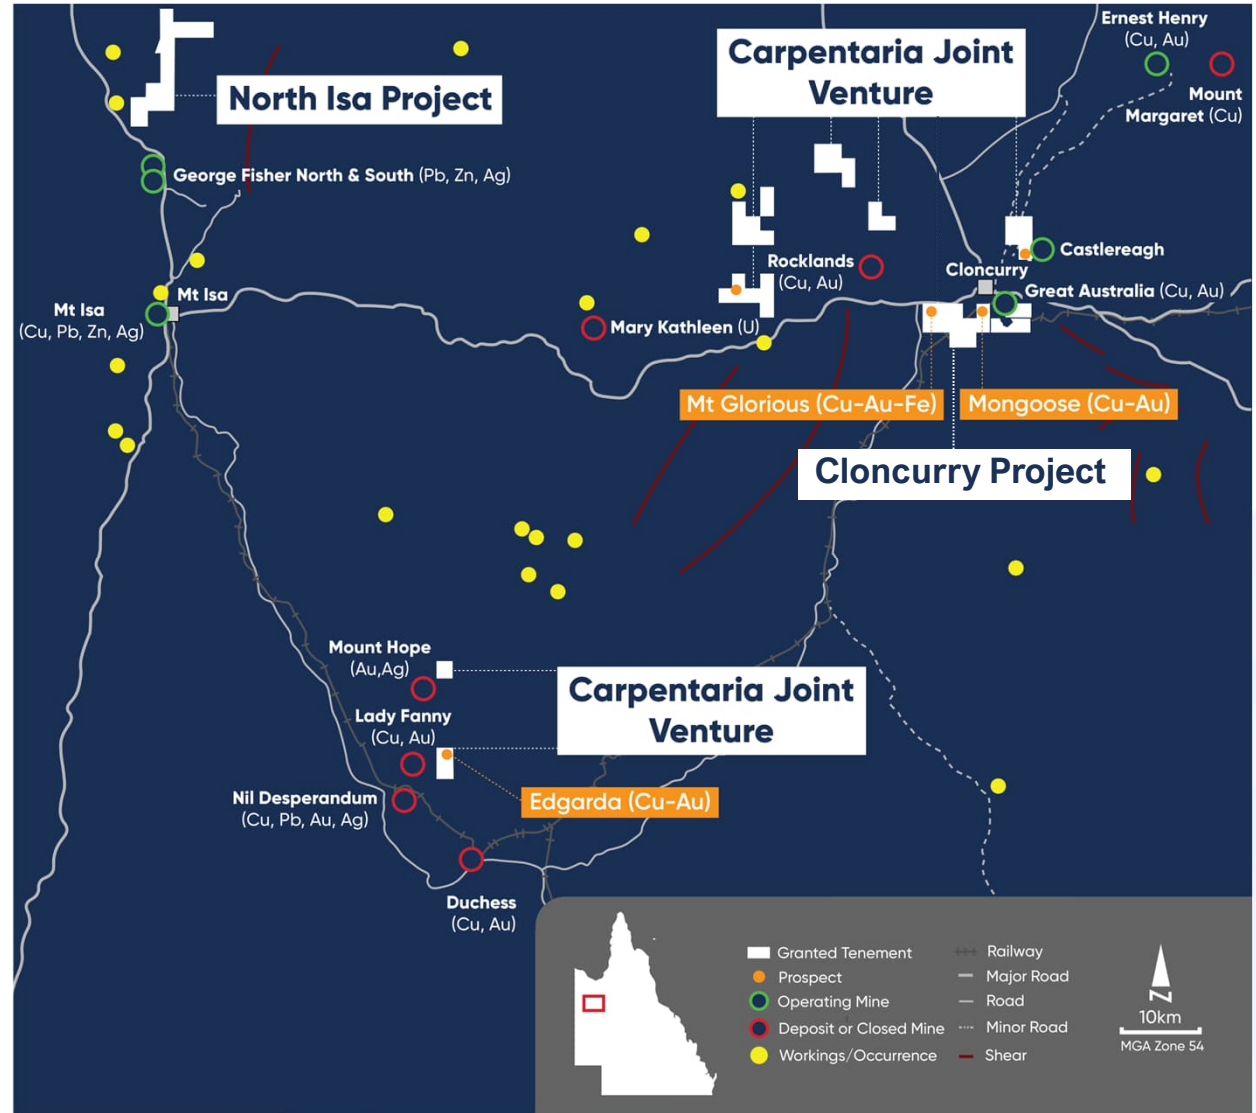 Ernest Henry
(Cu, Au)
Mount
Margaret (Cu)
Carpentaria Joint
Venture
North Isa Project
George Fisher North & South (Pb, Zn, Ag)
Castlereagh
Rocklands
(Cu, Au)
Cloncurry
Great Australia (Cu, Au)
Mt Isa
Mt Isa
(Cu, Pb, Zn, Ag)
Mary Kathleen (U)
Mt Glorious (Cu-Au-Fe)
Mongoose (Cu-Au)
Cloncurry Project
Mount Hope
(Au,Ag)
Carpentaria Joint
Venture
Lady Fanny
(Cu, Au)
Nil Desperandum
(Cu, Pb, Au, Ag)
Edgarda (Cu-Au)
Duchess
(Cu, Au)
Granted Tenement
Prospect
Operating Mine
Deposit or Closed Mine
Workings/Occurrence
Railway
Major Road
Road
Minor Road
Shear
N
10km
MGA Zone 54